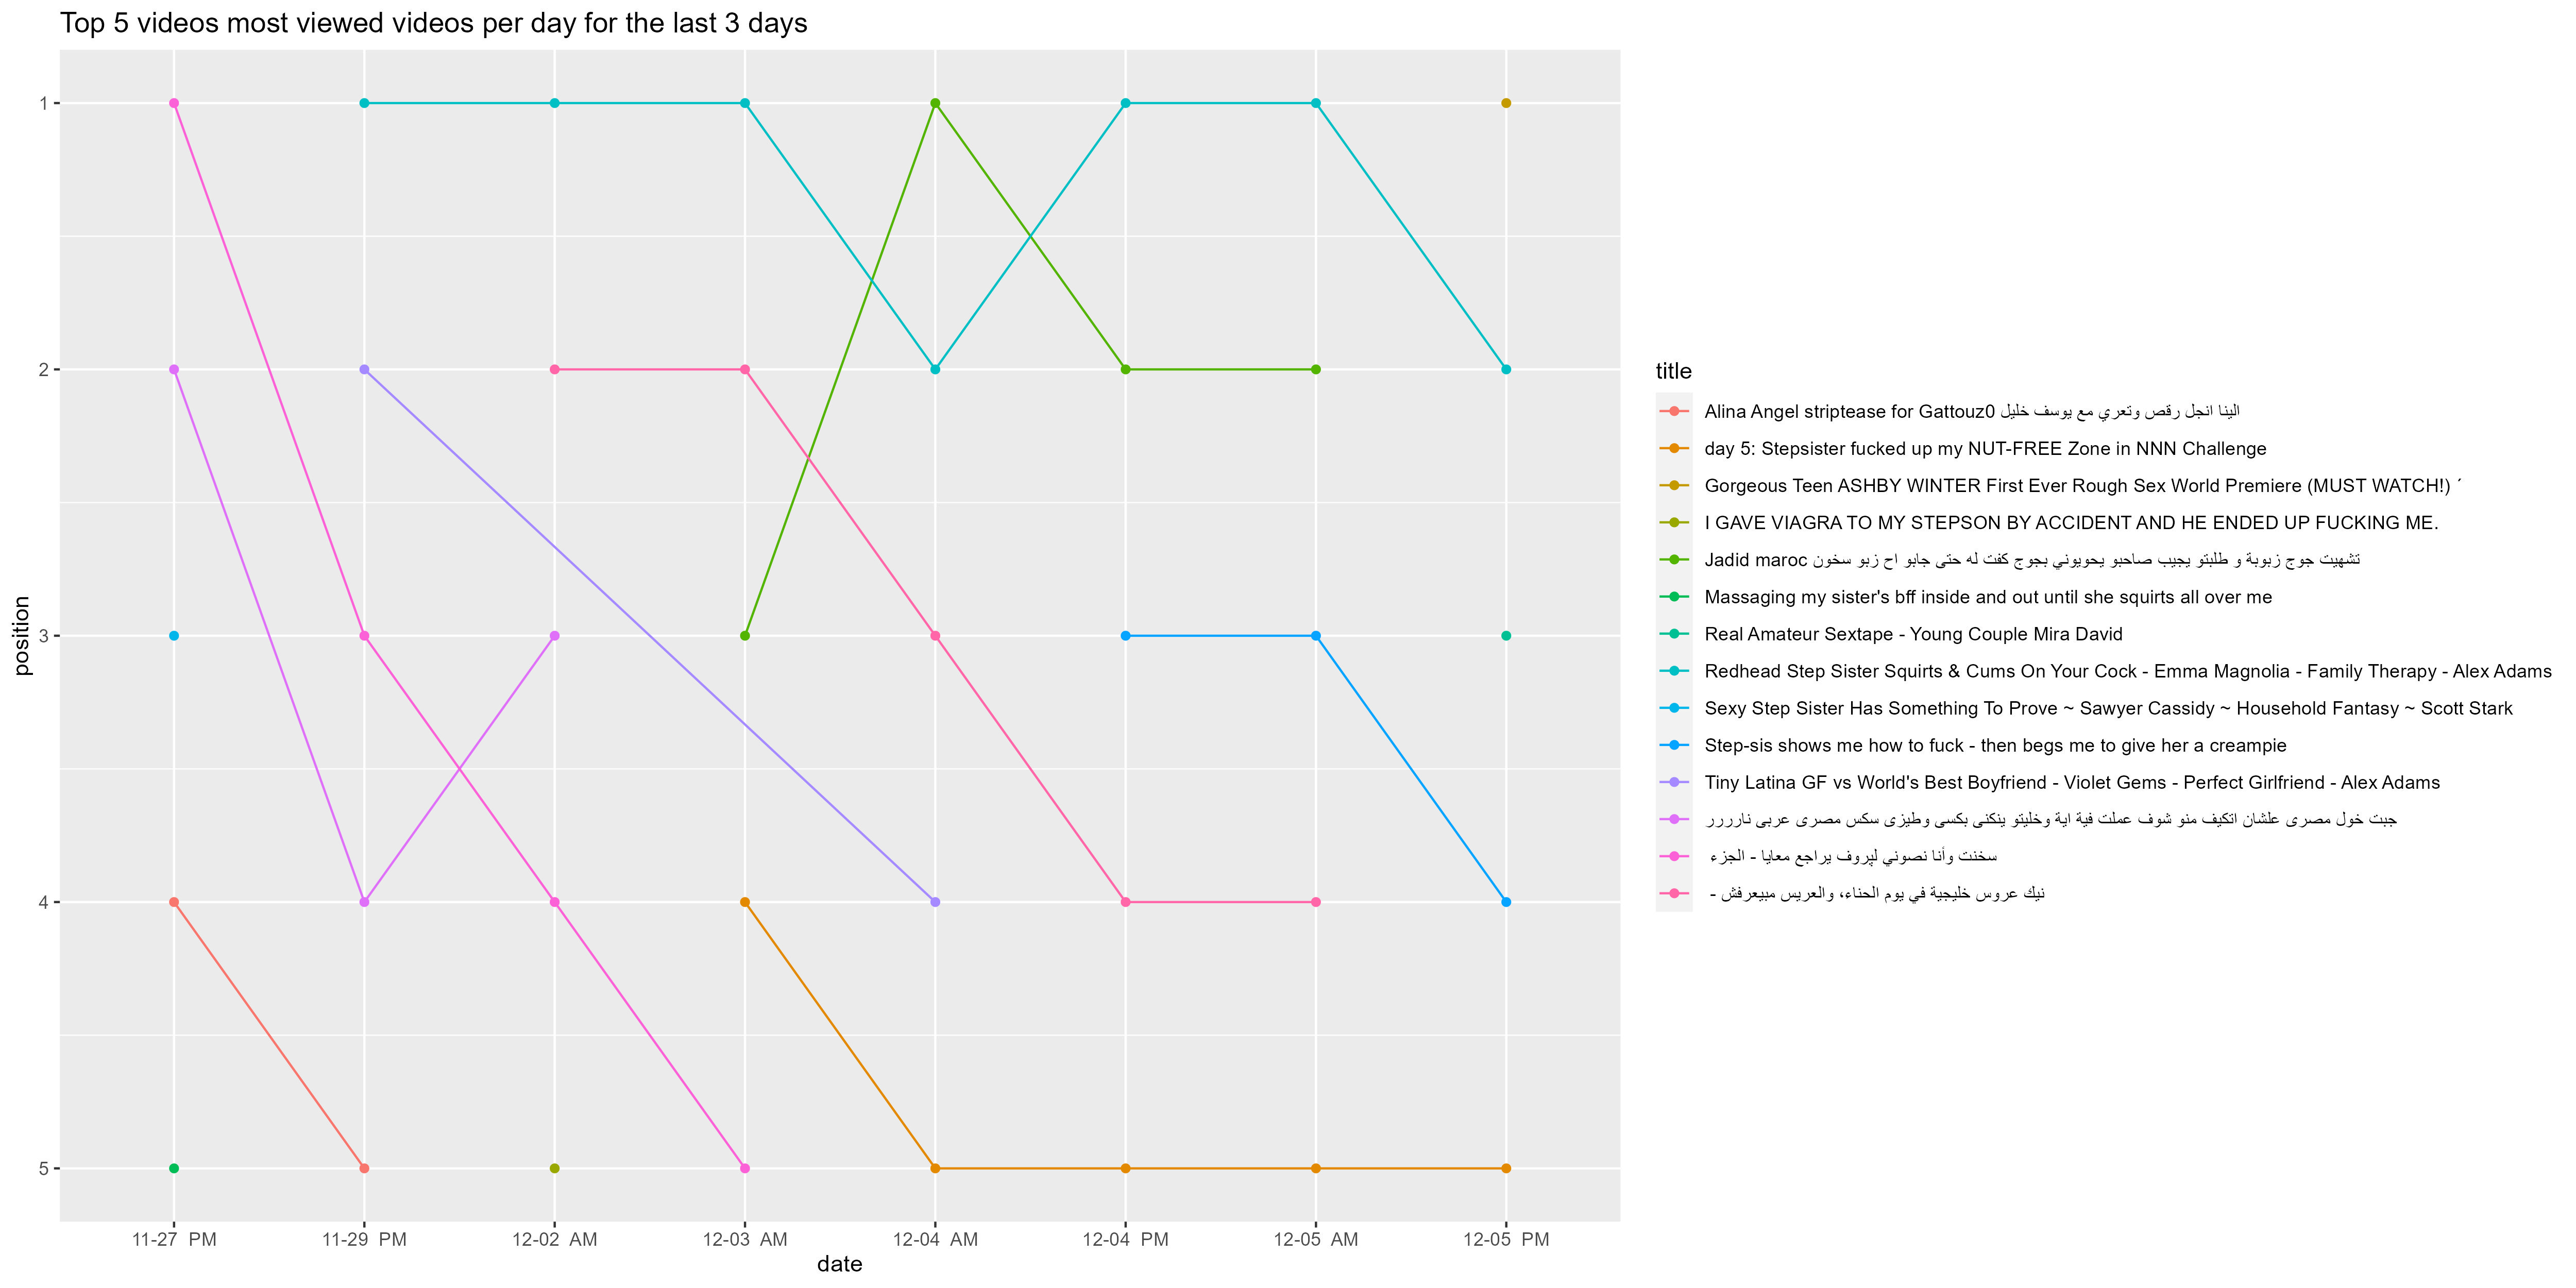 Top 5 videos most viewed videos per day for the last 3 days
position
1
2
3
4
5
11-27 PM
11-29 PM
12-02 AM
12-03 AM
12-04 AM
12-04 PM
12-05 AM
12-05 PM
date
title
Alina Angel striptease for Gattouz0 الينا انجل رقص وتعري مع يوسف خليل
day 5: Stepsister fucked up my NUT-FREE Zone in NNN Challenge
Gorgeous Teen ASHBY WINTER First Ever Rough Sex World Premiere (MUST WATCH!) ´
I GAVE VIAGRA TO MY STEPSON BY ACCIDENT AND HE ENDED UP FUCKING ME.
Jadid maroc تشهيت جوج زبوبة و طلبتو يجيب صاحبو يحويوني بجوج كفت له حتى جابو اح زبو سخون
Massaging my sister's bff inside and out until she squirts all over me
Real Amateur Sextape - Young Couple Mira David
Redhead Step Sister Squirts & Cums On Your Cock - Emma Magnolia - Family Therapy - Alex Adams
Sexy Step Sister Has Something To Prove ~ Sawyer Cassidy ~ Household Fantasy ~ Scott Stark
Step-sis shows me how to fuck - then begs me to give her a creampie
Tiny Latina GF vs World's Best Boyfriend - Violet Gems - Perfect Girlfriend - Alex Adams
جبت خول مصرى علشان اتكيف منو شوف عملت فية اية وخليتو ينكنى بكسى وطيزى سكس مصرى عربى نارررر
سخنت وأنا نصوني لپروف يراجع معايا - الجزء
نيك عروس خليجية في يوم الحناء، والعريس مبيعرفش -